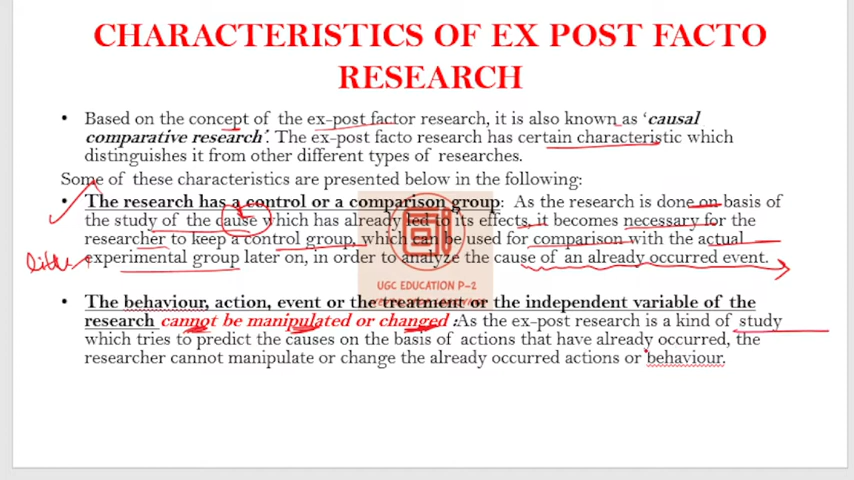 CHARACTERISTICS OF EX POST FACTO
RESEARCH
• Based on the concept of the ex-post factor research, it is also known as ‘causal
comparative research’. The ex-post facto research has certain characteristic which
distinguishes it from other different types of researches.
Some of these characteristics are presented below in the following:
• The research has a control or a comparison group: As the research is done on basis of
the study of the cause which has already led to its effects, it becomes necessary for the
researcher to keep a control group, which can be used for comparison with the actual
experimental group later on, in order to analyze the cause of an already occurred event.
UGC EDUCATION P-2
• The behaviour, action, event or the treatment or the independent variable of the
research cannot be manipulated or changed :As the ex-post research is a kind of study
which tries to predict the causes on the basis of actions that have already occurred, the
researcher cannot manipulate or change the already occurred actions or behaviour.